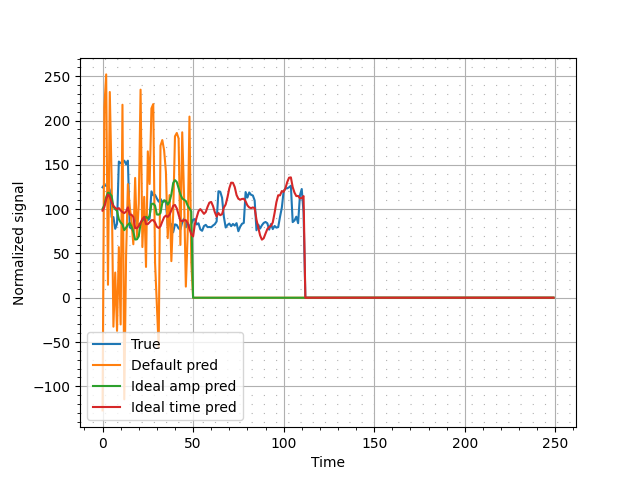 Normalized signal
250
200
150
100
50
0
−50
−100
True
Default pred
Ideal amp pred
Ideal time pred
0 50 100 150 200 250
Time